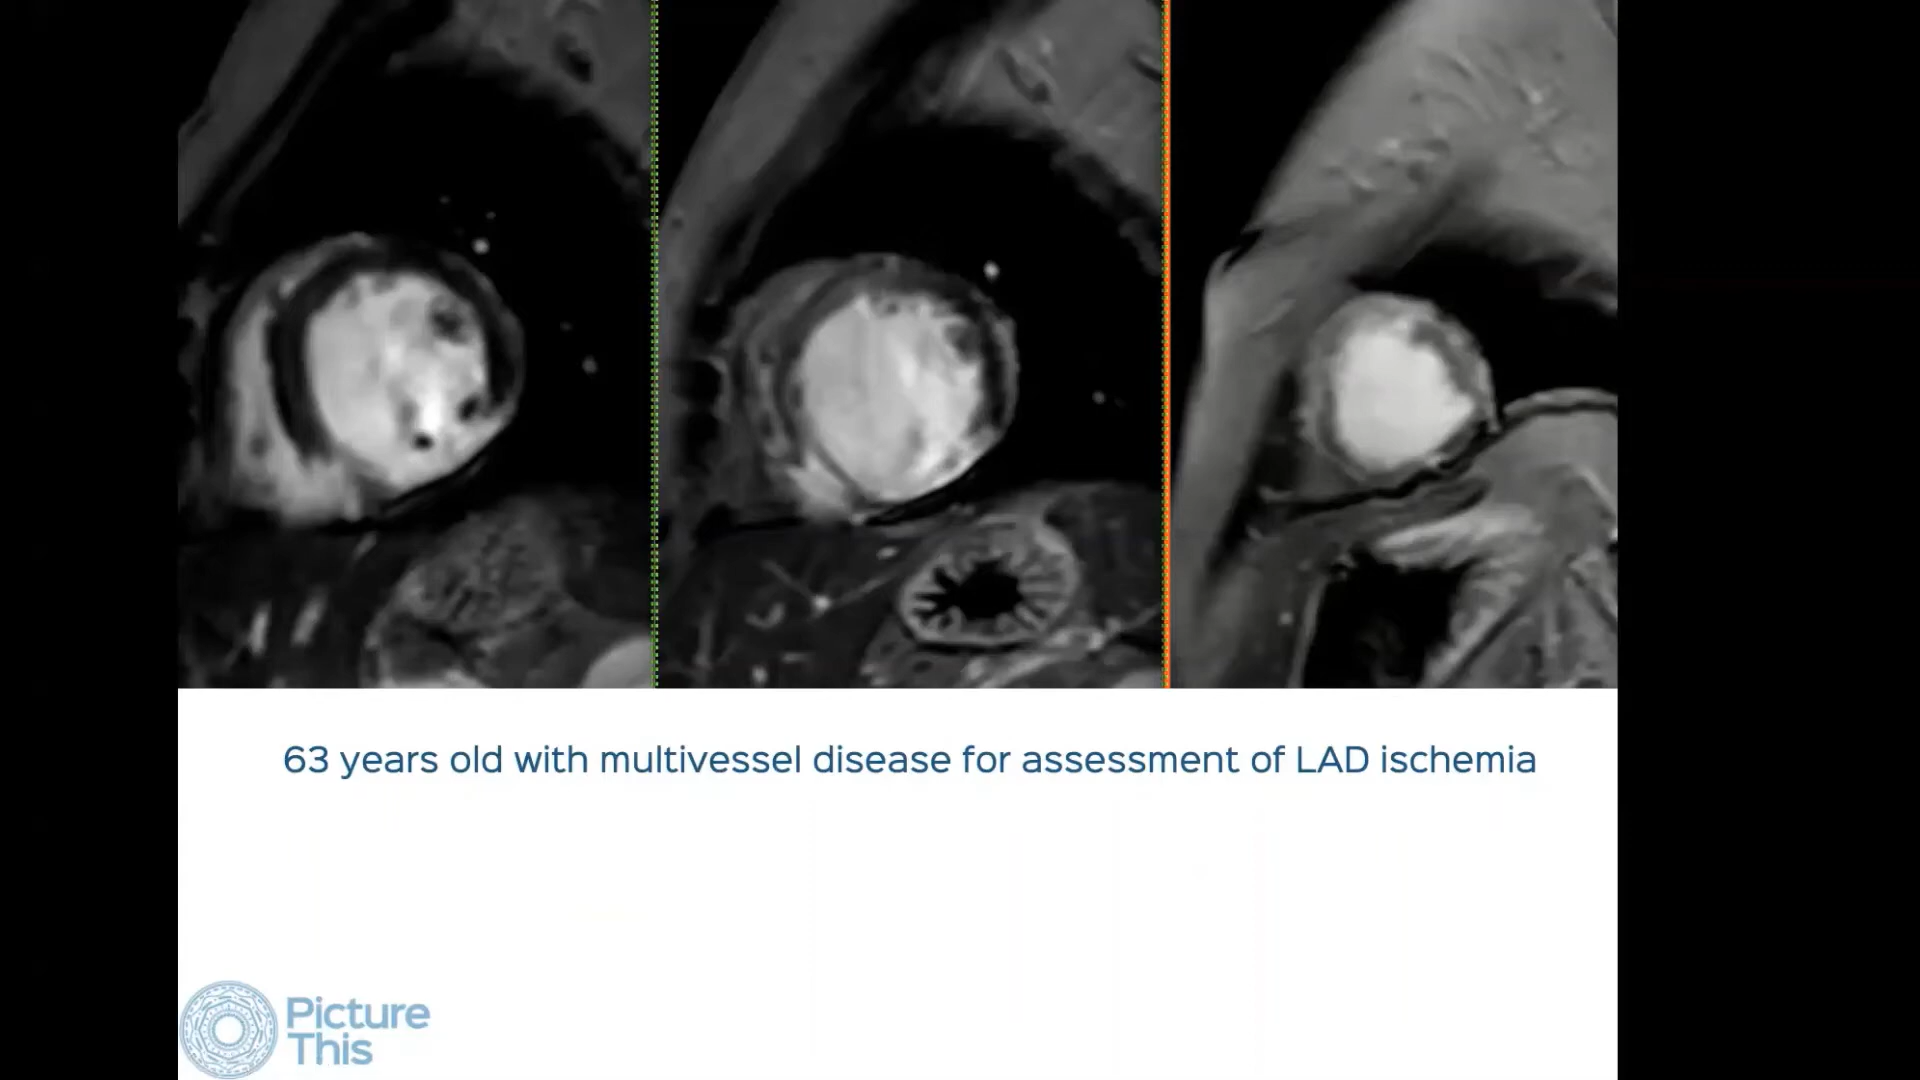 63 years old with multivessel disease for assessment of LAD ischemia
Picture
This